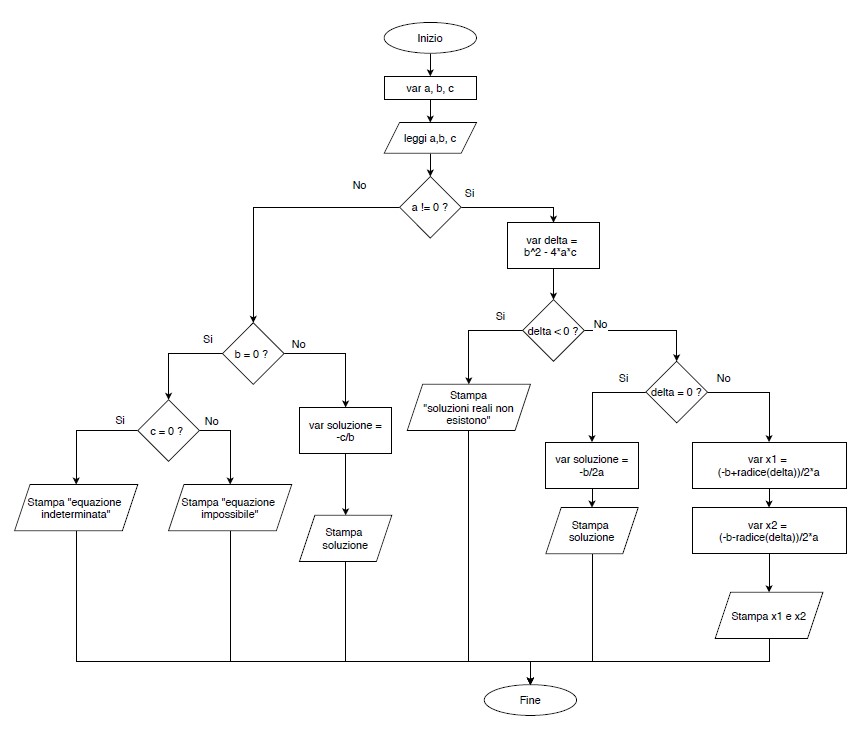 Inizio
var a, b, c
leggi a,b, c
No
a != 0 ?
Si
var delta =
b^2 - 4*a*c
Si
delta < 0 ?
No
Si
b = 0 ?
No
Stampa
"soluzioni reali non
esistono"
Si
delta = 0 ?
No
Si
c = 0 ?
No
var soluzione =
-c/b
var soluzione =
-b/2a
var x1 =
(-b+radice(delta))/2*a
Stampa "equazione
indeterminata"
Stampa "equazione
impossibile"
Stampa
soluzione
Stampa
soluzione
var x2 =
(-b-radice(delta))/2*a
Stampa x1 e x2
Fine